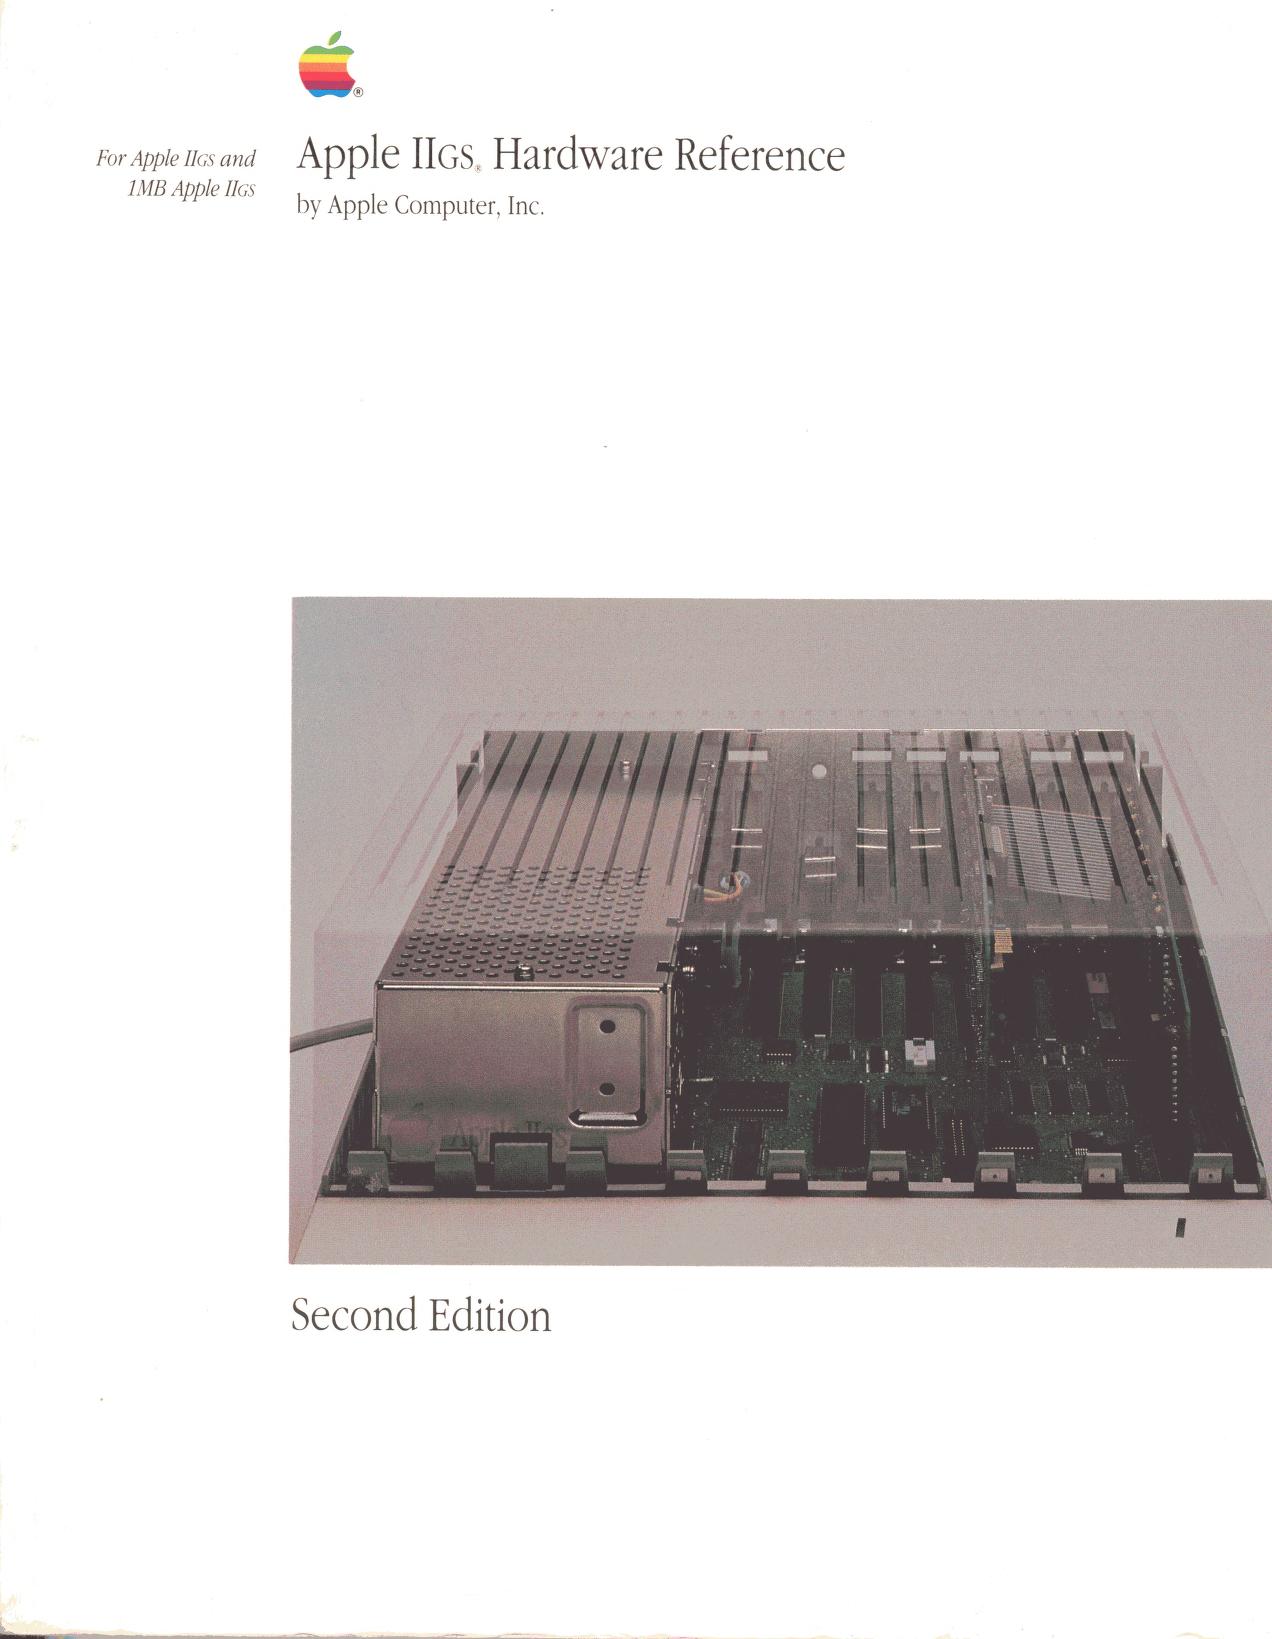 For Apple IIGS and
1MB Apple IIGS
Apple IIGS® Hardware Reference
by Apple Computer, Inc.
Apple IIGS
Second Edition